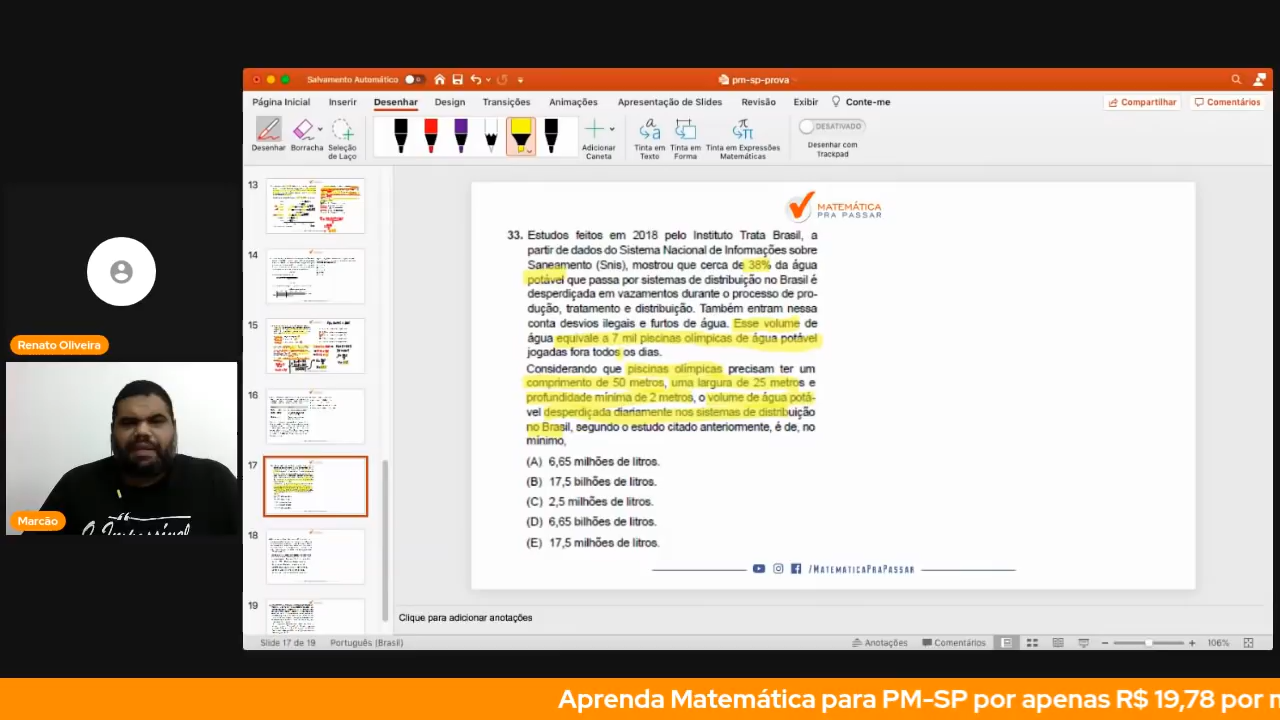 Salvamento Automático
pm-sp-prova
Página Inicial
Inserir
Desenhar
Design
Transições
Animações
Apresentação de Slides
Revisão
Exibir
Conte-me
Compartilhar
Comentários
Desenhar
Borracha
Seleção
de Laço
Adicionar
Caneta
Tinta em
Texto
Tinta em
Forma
Tinta em Expressões
Matemáticas
DESATIVADO
Desenhar com
Trackpad
13
14
15
16
17
18
19
MATEMÁTICA
PRA PASSAR
33. Estudos feitos em 2018 pelo Instituto Trata Brasil, a
partir de dados do Sistema Nacional de Informações sobre
Saneamento (Snis), mostrou que cerca de 38% da água
potável que passa por sistemas de distribuição no Brasil é
desperdiçada em vazamentos durante o processo de pro-
dução, tratamento e distribuição. Também entram nessa
conta desvios ilegais e furtos de água. Esse volume de
água equivale a 7 mil piscinas olímpicas de água potável
jogadas fora todos os dias.
Considerando que piscinas olímpicas precisam ter um
comprimento de 50 metros, uma largura de 25 metros e
profundidade mínima de 2 metros, o volume de água potá-
vel desperdiçada diariamente nos sistemas de distribuição
no Brasil, segundo o estudo citado anteriormente, é de, no
mínimo,
(A) 6,65 milhões de litros.
(B) 17,5 bilhões de litros.
(C) 2,5 milhões de litros.
(D) 6,65 bilhões de litros.
(E) 17,5 milhões de litros.
/MATEMATICAPRAPASSAR
Clique para adicionar anotações
Slide 17 de 19
Português (Brasil)
Anotações
Comentários
106%
Renato Oliveira
Marcão
Aprenda Matemática para PM-SP por apenas R$ 19,78 por